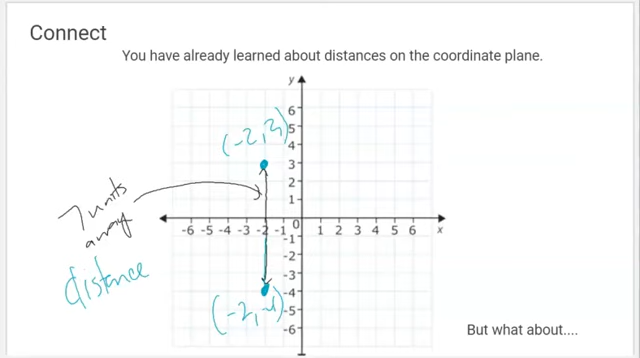 Connect
You have already learned about distances on the coordinate plane.
y
6
(-2, 3)
5
4
3
2
1
7 units
away
-6 -5 -4 -3 -2 -1 0 1 2 3 4 5 6 x
-1
-2
distance
-3
-4
(-2, -4)
-5
-6
But what about....